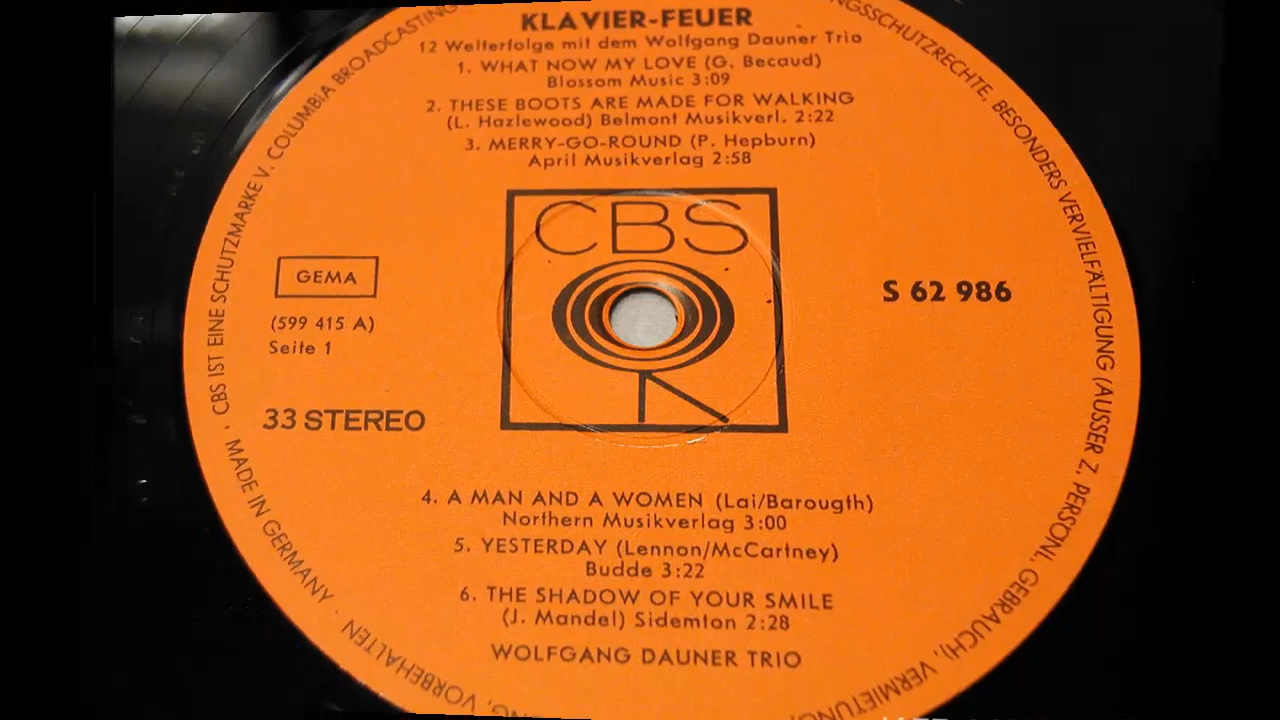 KLAVIER-FEUER
12 Welterfolge mit dem Wolfgang Dauner Trio
1. WHAT NOW MY LOVE (G. Becaud)
Blossom Music 3:09
2. THESE BOOTS ARE MADE FOR WALKING
(L. Hazlewood) Belmont Musikverl. 2:22
3. MERRY-GO-ROUND (P. Hepburn)
April Musikverlag 2:58
CBS
GEMA
(599 415 A)
Seite 1
33 STEREO
S 62 986
4. A MAN AND A WOMEN (Lai/Barougth)
Northern Musikverlag 3:00
5. YESTERDAY (Lennon/McCartney)
Budde 3:22
6. THE SHADOW OF YOUR SMILE
(J. Mandel) Sidemton 2:28
WOLFGANG DAUNER TRIO
MADE IN GERMANY · CBS IST EINE SCHUTZMARKE V. COLUMBIA BROADCASTING
BESONDERS VERVIELFÄLTIGUNG (AUSSER Z. PERSÖNL. GEBRAUCH), VERMIETUNG,
VORBEHALTEN